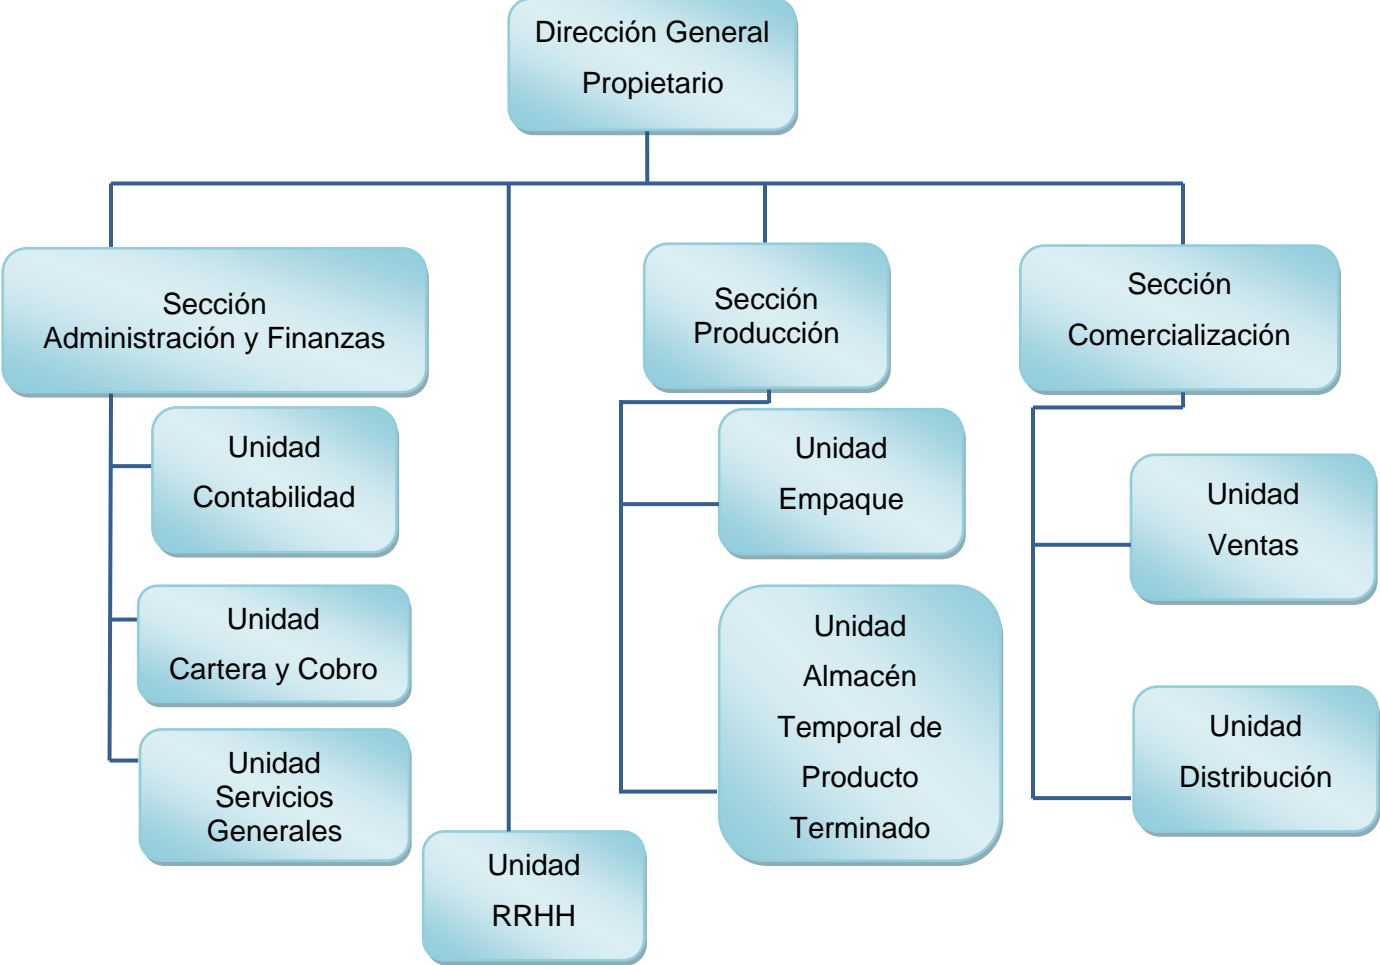 Dirección General
Propietario
Sección
Administración y Finanzas
Sección
Producción
Sección
Comercialización
Unidad
Contabilidad
Unidad
Empaque
Unidad
Ventas
Unidad
Cartera y Cobro
Unidad
Almacén
Temporal de
Producto
Terminado
Unidad
Distribución
Unidad
Servicios
Generales
Unidad
RRHH